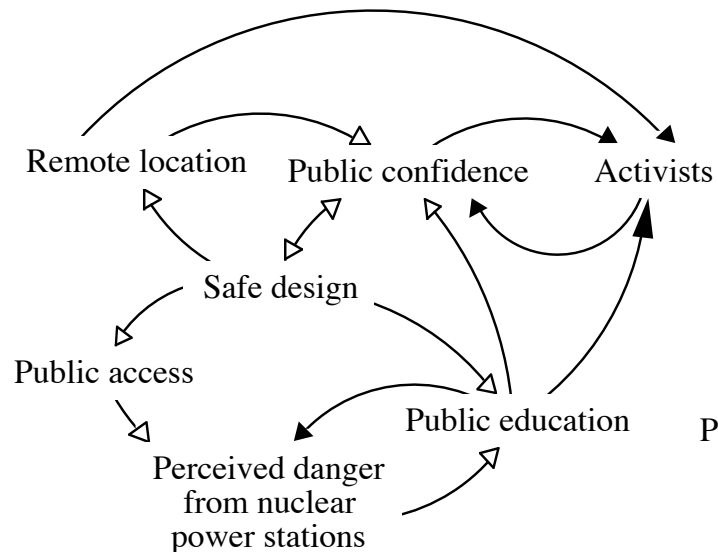 Remote location
Public confidence
Activists
Safe design
Public access
Public education
P
Perceived danger
from nuclear
power stations